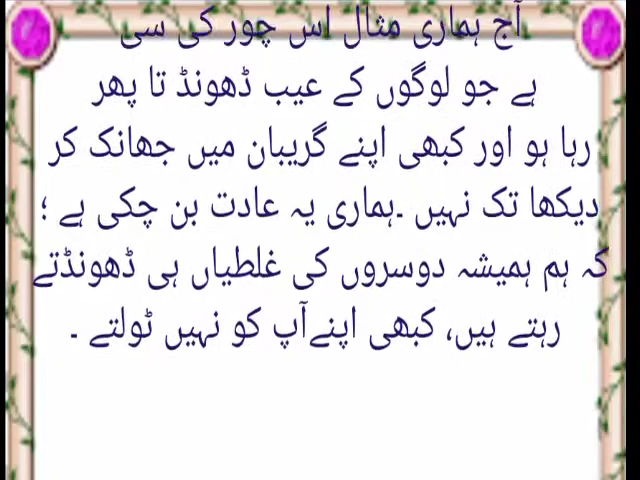 آج ہماری مثال اس چور کی سی
ہے جو لوگوں کے عیب ڈھونڈ تا پھر
رہا ہو اور کبھی اپنے گریبان میں جھانک کر
دیکھا تک نہیں ۔ہماری یہ عادت بن چکی ہے ؛
کہ ہم ہمیشہ دوسروں کی غلطیاں ہی ڈھونڈتے
رہتے ہیں، کبھی اپنےآپ کو نہیں ٹولتے ۔